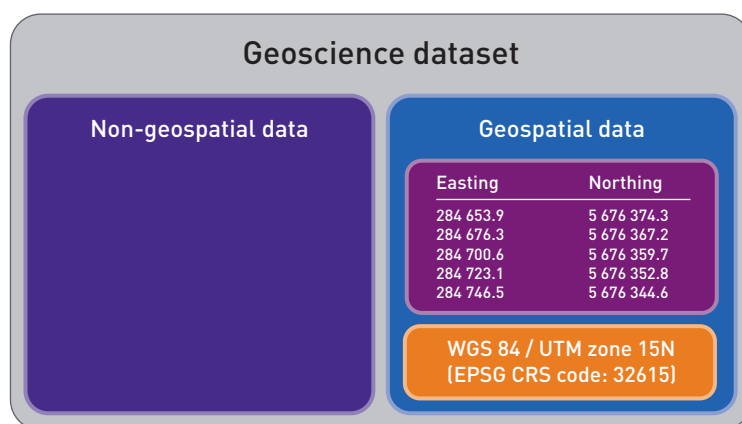 Geoscience dataset
Non-geospatial data
Geospatial data
Easting Northing
284 653.9 5 676 374.3
284 676.3 5 676 367.2
284 700.6 5 676 359.7
284 723.1 5 676 352.8
284 746.5 5 676 344.6
WGS 84 / UTM zone 15N
(EPSG CRS code: 32615)